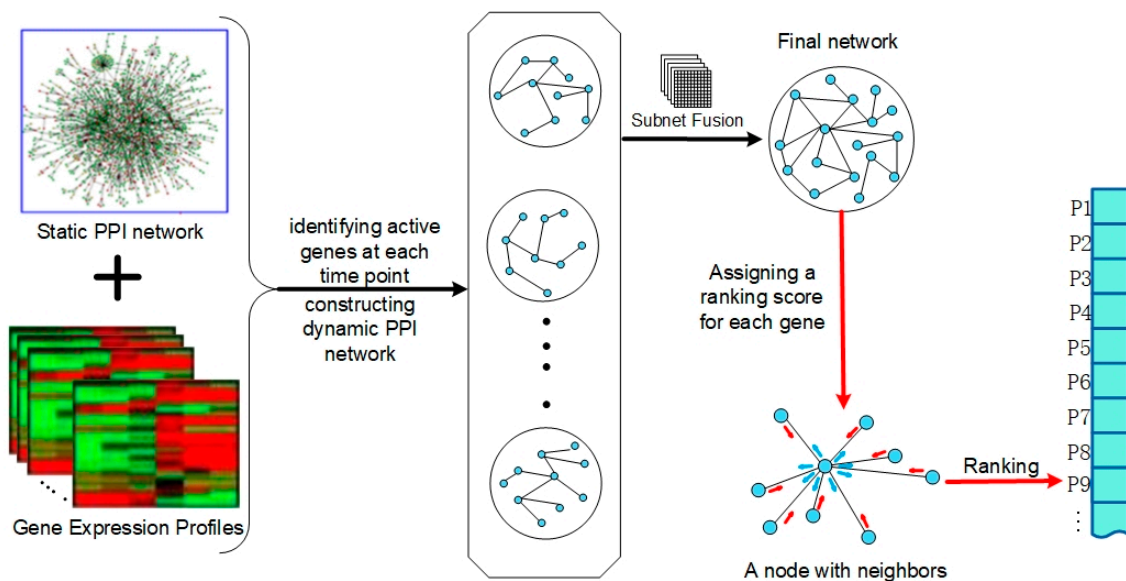 Static PPI network
Gene Expression Profiles
identifying active
genes at each
time point
constructing
dynamic PPI
network
Subnet Fusion
Final network
Assigning a
ranking score
for each gene
A node with neighbors
Ranking
P1
P2
P3
P4
P5
P6
P7
P8
P9